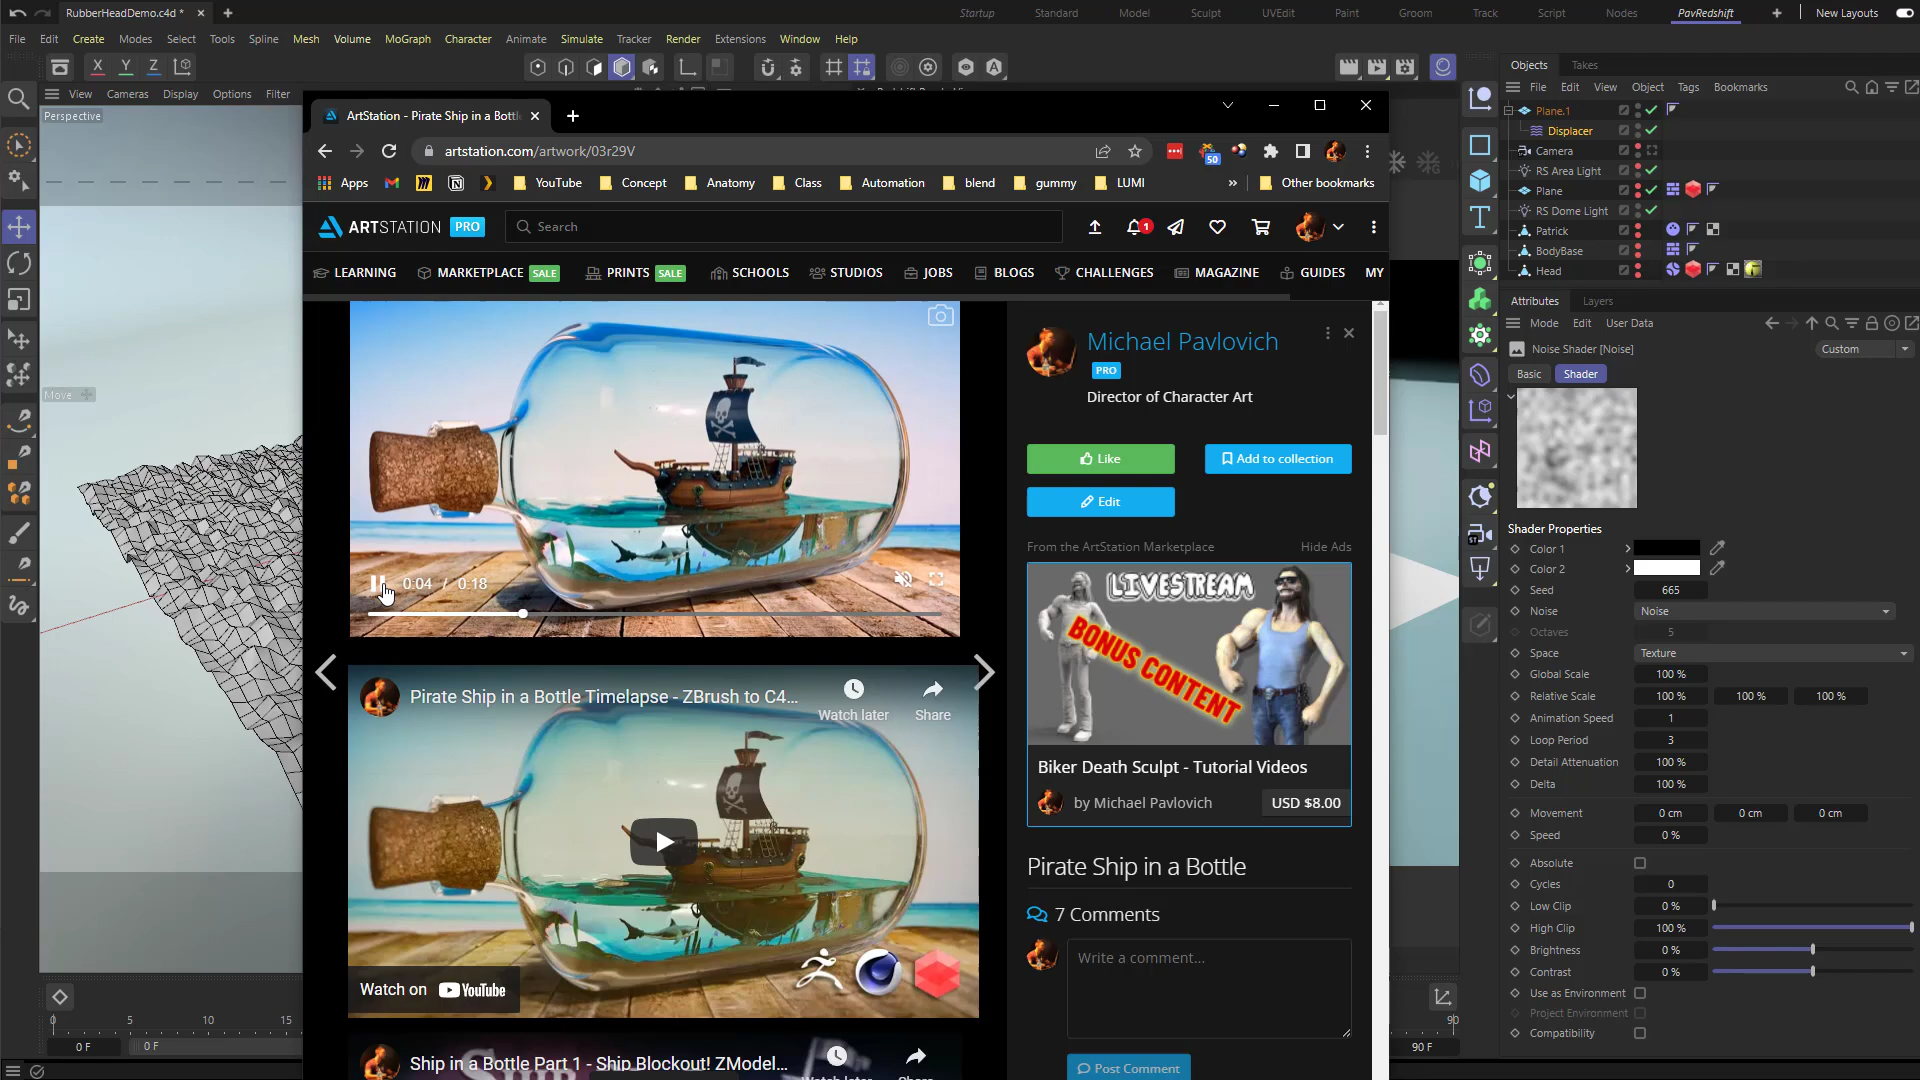 RubberHeadDemo.c4d *
Startup
Standard
Model
Sculpt
UVEdit
Paint
Groom
Track
Script
Nodes
PavRedshift
New Layouts
File
Edit
Create
Modes
Select
Tools
Spline
Mesh
Volume
MoGraph
Character
Animate
Simulate
Tracker
Render
Extensions
Window
Help
X
Y
Z
View
Cameras
Display
Options
Filter
Perspective
Move
ArtStation - Pirate Ship in a Bottl
artstation.com/artwork/03r29V
50
Apps
YouTube
Concept
Anatomy
Class
Automation
blend
gummy
LUMI
Other bookmarks
ARTSTATION PRO
Search
1
LEARNING
MARKETPLACE SALE
PRINTS SALE
SCHOOLS
STUDIOS
JOBS
BLOGS
CHALLENGES
MAGAZINE
GUIDES
MY
0:04 / 0:18
Pirate Ship in a Bottle Timelapse - ZBrush to C4...
Watch later
Share
Watch on YouTube
Ship in a Bottle Part 1 - Ship Blockout! ZModel...
Michael Pavlovich
PRO
Director of Character Art
Like
Add to collection
Edit
From the ArtStation Marketplace
Hide Ads
LIVESTREAM
BONUS CONTENT
Biker Death Sculpt - Tutorial Videos
by Michael Pavlovich
USD $8.00
Pirate Ship in a Bottle
7 Comments
Write a comment...
Post Comment
0
5
10
15
90
0 F
0 F
90 F
Objects
Takes
File
Edit
View
Object
Tags
Bookmarks
Plane.1
Displacer
Camera
RS Area Light
Plane
RS Dome Light
Patrick
BodyBase
Head
Attributes
Layers
Mode
Edit
User Data
Noise Shader [Noise]
Custom
Basic
Shader
Shader Properties
Color 1
Color 2
Seed 665
Noise Noise
Octaves 5
Space Texture
Global Scale 100 %
Relative Scale 100 % 100 % 100 %
Animation Speed 1
Loop Period 3
Detail Attenuation 100 %
Delta 100 %
Movement 0 cm 0 cm 0 cm
Speed 0 %
Absolute
Cycles 0
Low Clip 0 %
High Clip 100 %
Brightness 0 %
Contrast 0 %
Use as Environment
Project Environment
Compatibility